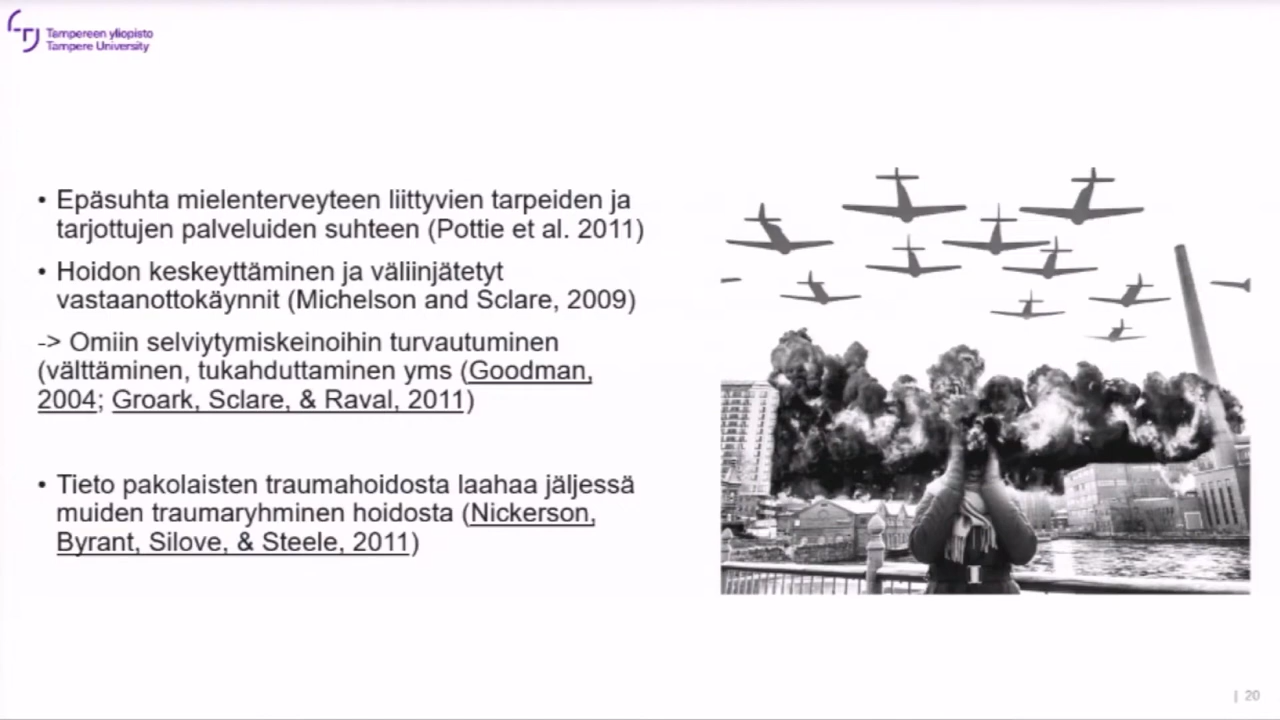 Tampereen yliopisto
Tampere University
• Epäsuhta mielenterveyteen liittyvien tarpeiden ja
tarjottujen palveluiden suhteen (Pottie et al. 2011)
• Hoidon keskeyttäminen ja väliinjätetyt
vastaanottokäynnit (Michelson and Sclare, 2009)
-> Omiin selviytymiskeinoihin turvautuminen
(välttäminen, tukahduttaminen yms (Goodman,
2004; Groark, Sclare, & Raval, 2011)
• Tieto pakolaisten traumahoidosta laahaa jäljessä
muiden traumaryhminen hoidosta (Nickerson,
Byrant, Silove, & Steele, 2011)
| 20